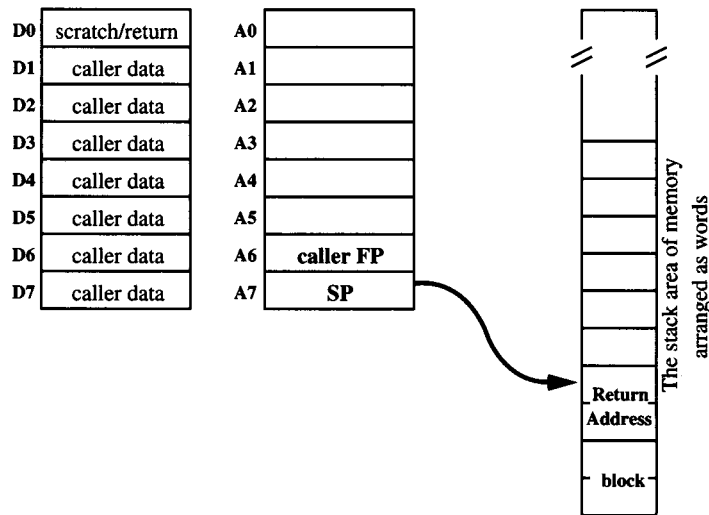 D0 scratch/return
D1 caller data
D2 caller data
D3 caller data
D4 caller data
D5 caller data
D6 caller data
D7 caller data
A0
A1
A2
A3
A4
A5
A6 caller FP
A7 SP
Return
Address
block
The stack area of memory
arranged as words